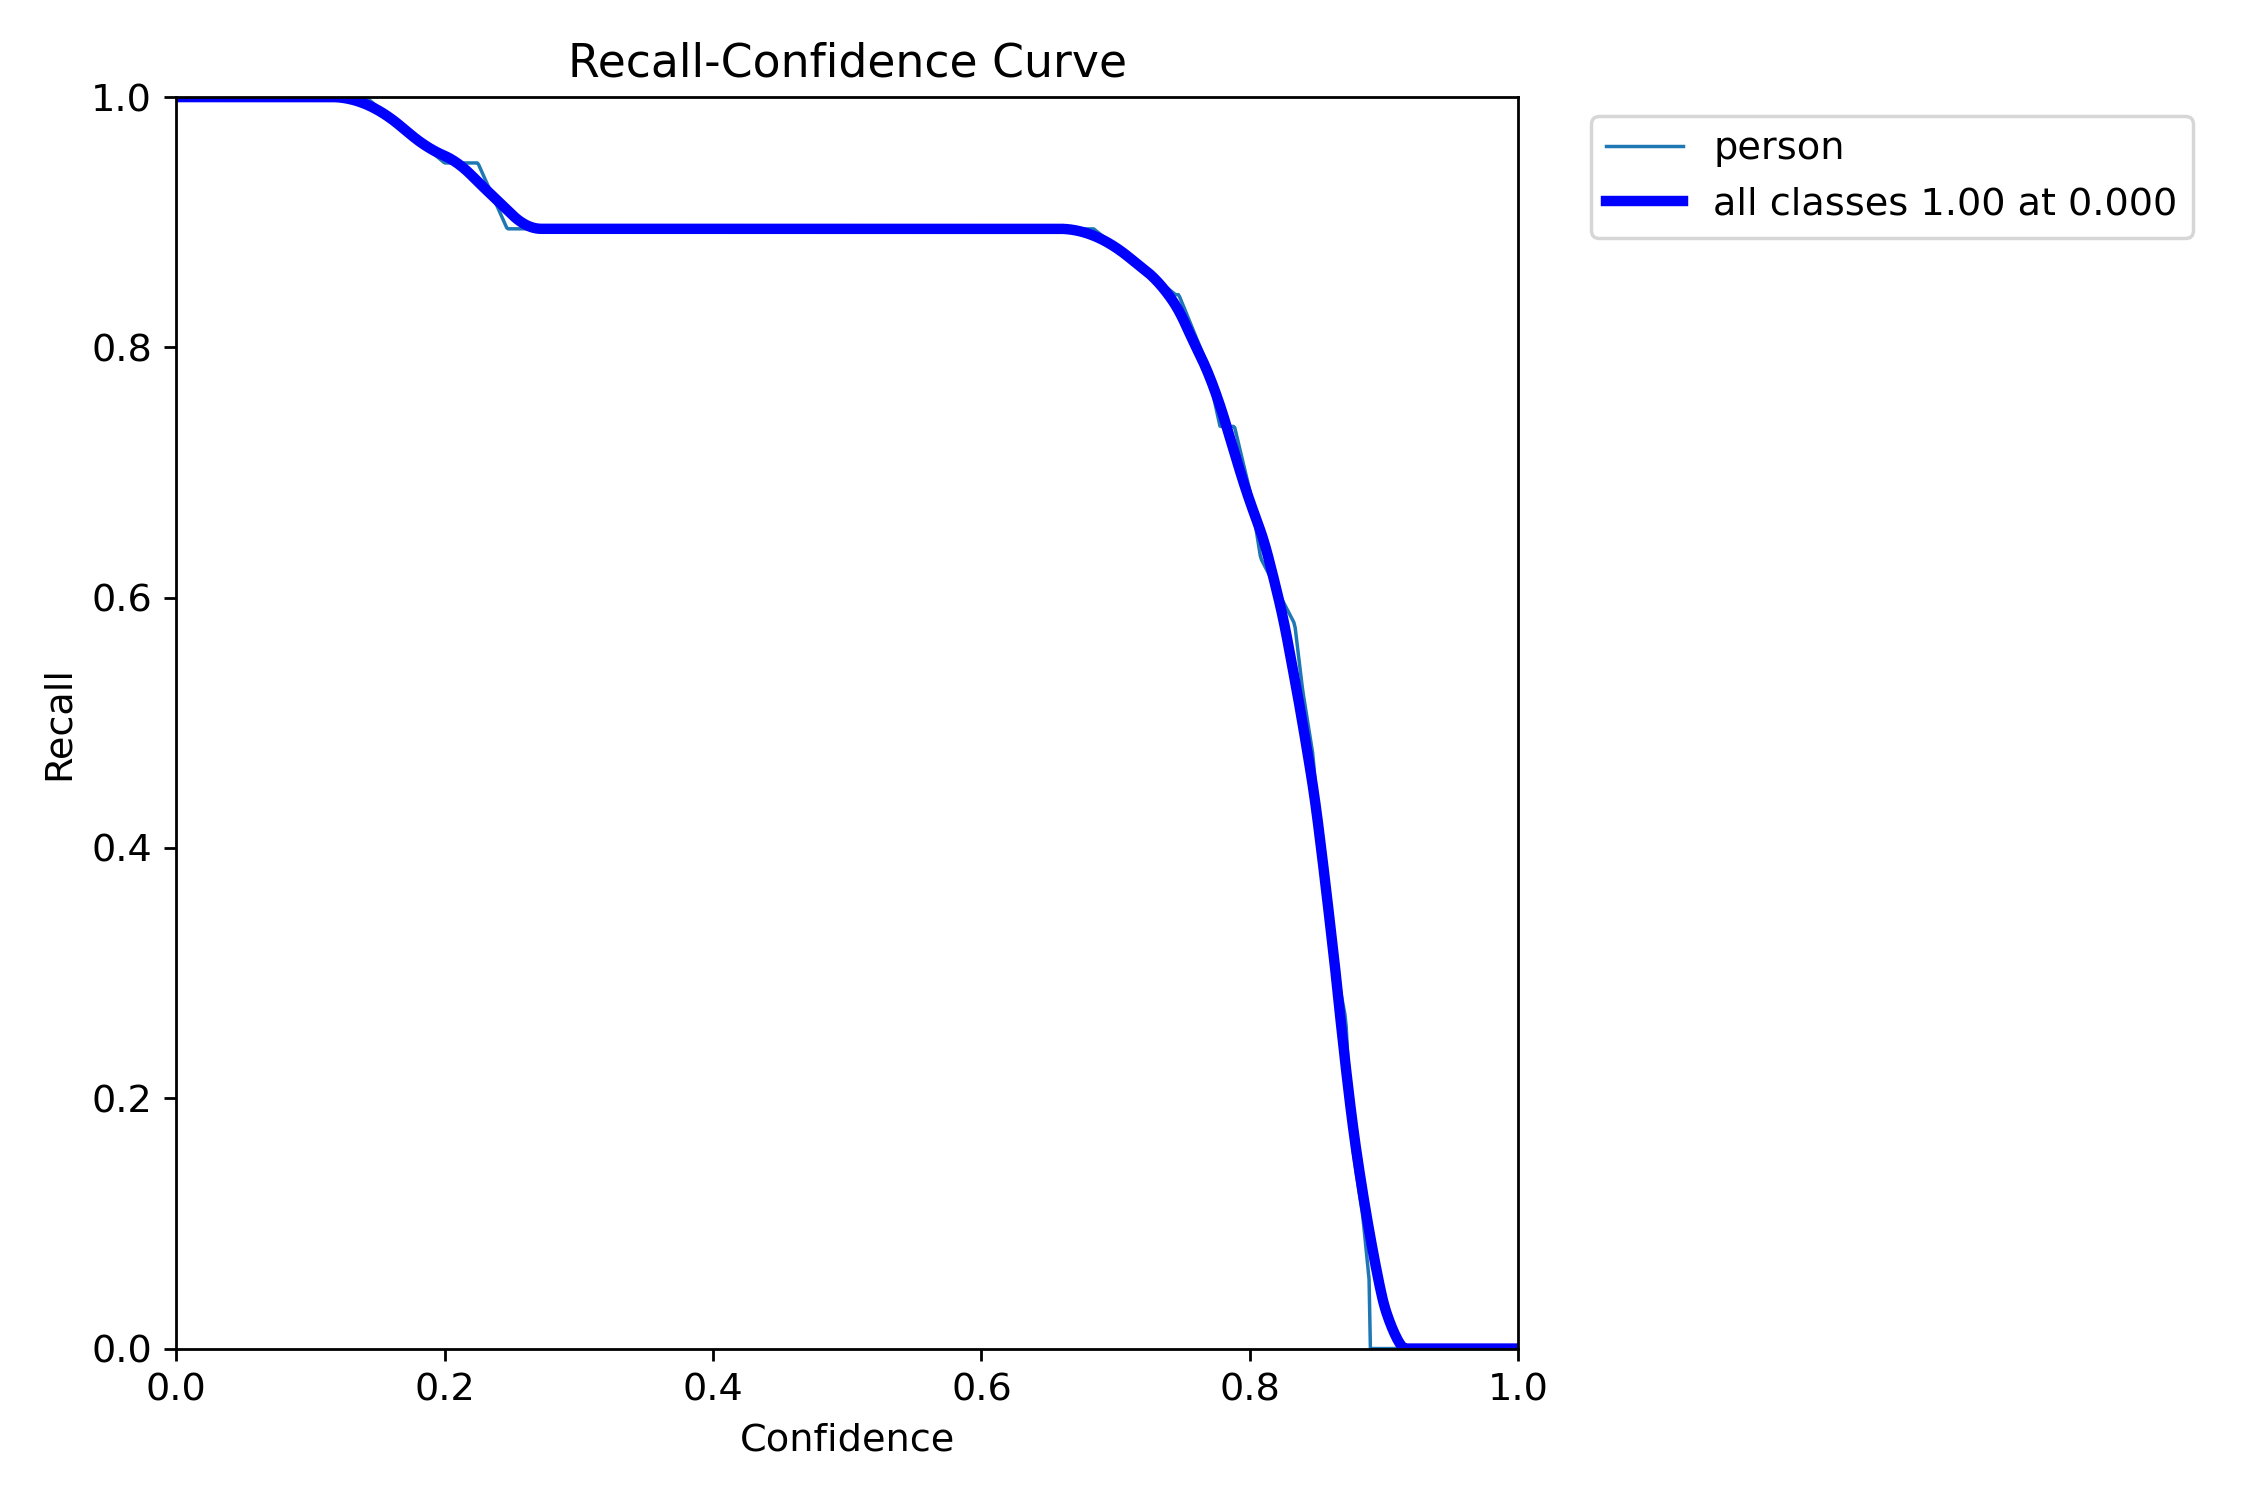 Recall-Confidence Curve
1.0
0.8
0.6
0.4
0.2
0.0
Recall
0.0 0.2 0.4 0.6 0.8 1.0
Confidence
person
all classes 1.00 at 0.000